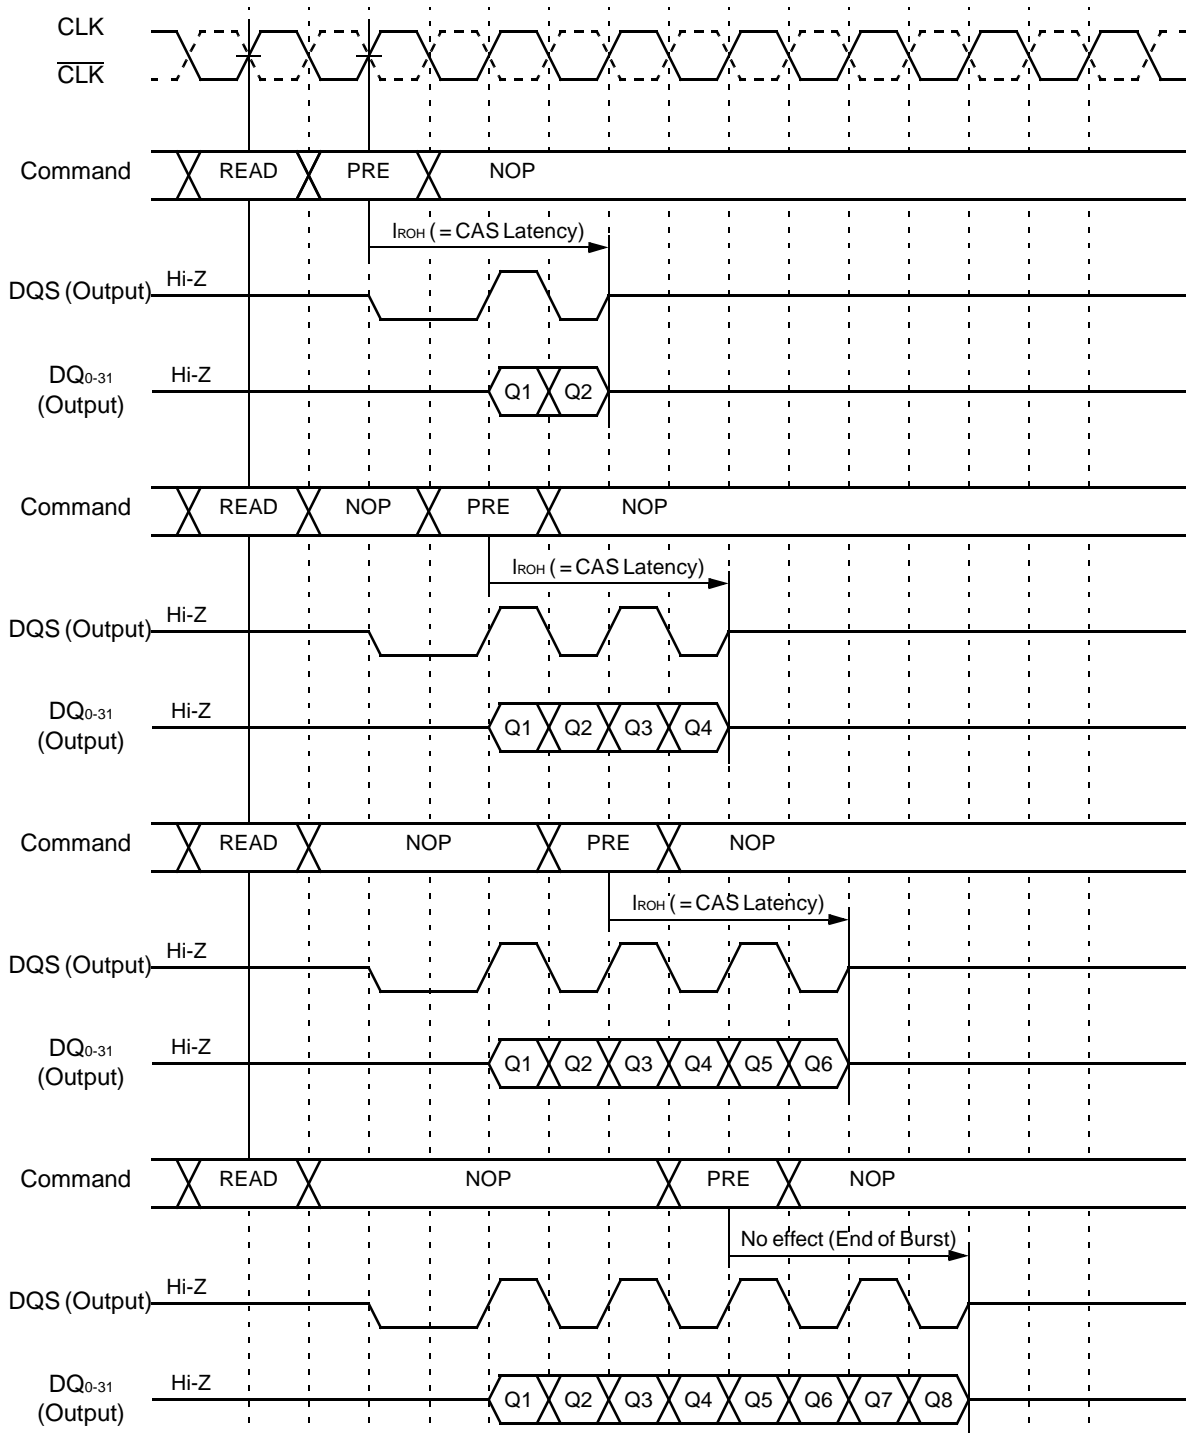 CLK
CLK
Command READ PRE NOP
IROH ( = CAS Latency)
DQS (Output) Hi-Z
DQ0-31 (Output) Hi-Z Q1 Q2
Command READ NOP PRE NOP
IROH ( = CAS Latency)
DQS (Output) Hi-Z
DQ0-31 (Output) Hi-Z Q1 Q2 Q3 Q4
Command READ NOP PRE NOP
IROH ( = CAS Latency)
DQS (Output) Hi-Z
DQ0-31 (Output) Hi-Z Q1 Q2 Q3 Q4 Q5 Q6
Command READ NOP PRE NOP
No effect (End of Burst)
DQS (Output) Hi-Z
DQ0-31 (Output) Hi-Z Q1 Q2 Q3 Q4 Q5 Q6 Q7 Q8